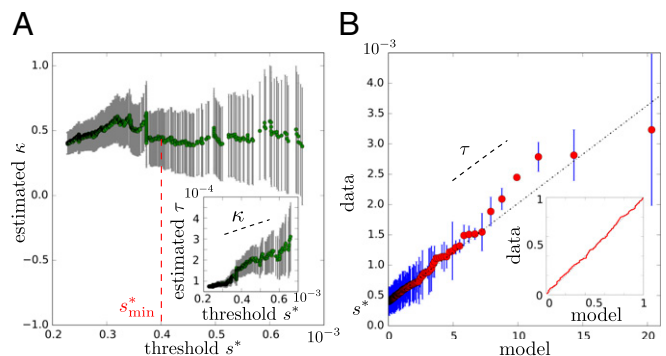 A
estimated κ
1.0
0.5
0.0
−0.5
−1.0
0.2
0.3
0.4
0.5
0.6
10⁻³
threshold s*
s*min
10⁻⁴
estimated τ
4
3
2
1
κ
0.2
0.4
0.6
10⁻³
threshold s*
B
10⁻³
data
4.0
3.5
3.0
2.5
2.0
1.5
1.0
0.5
s*
0.0
0
5
10
15
20
model
τ
data
1
0.5
0
0
0.5
1
model